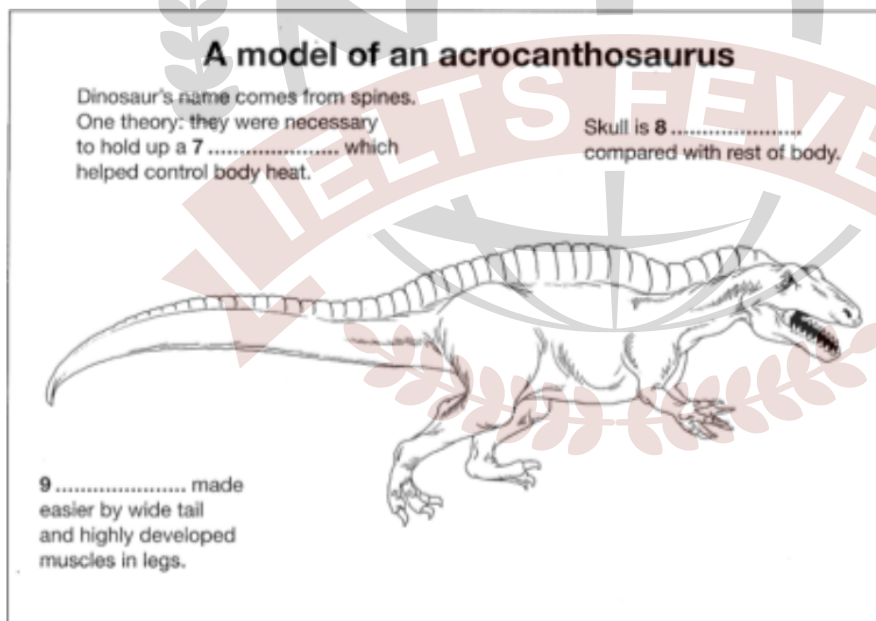 A model of an acrocanthosaurus
Dinosaur's name comes from spines.
One theory: they were necessary
to hold up a 7 ..................... which
helped control body heat.
Skull is 8 .....................
compared with rest of body.
IELTS FEVE
9 ..................... made
easier by wide tail
and highly developed
muscles in legs.